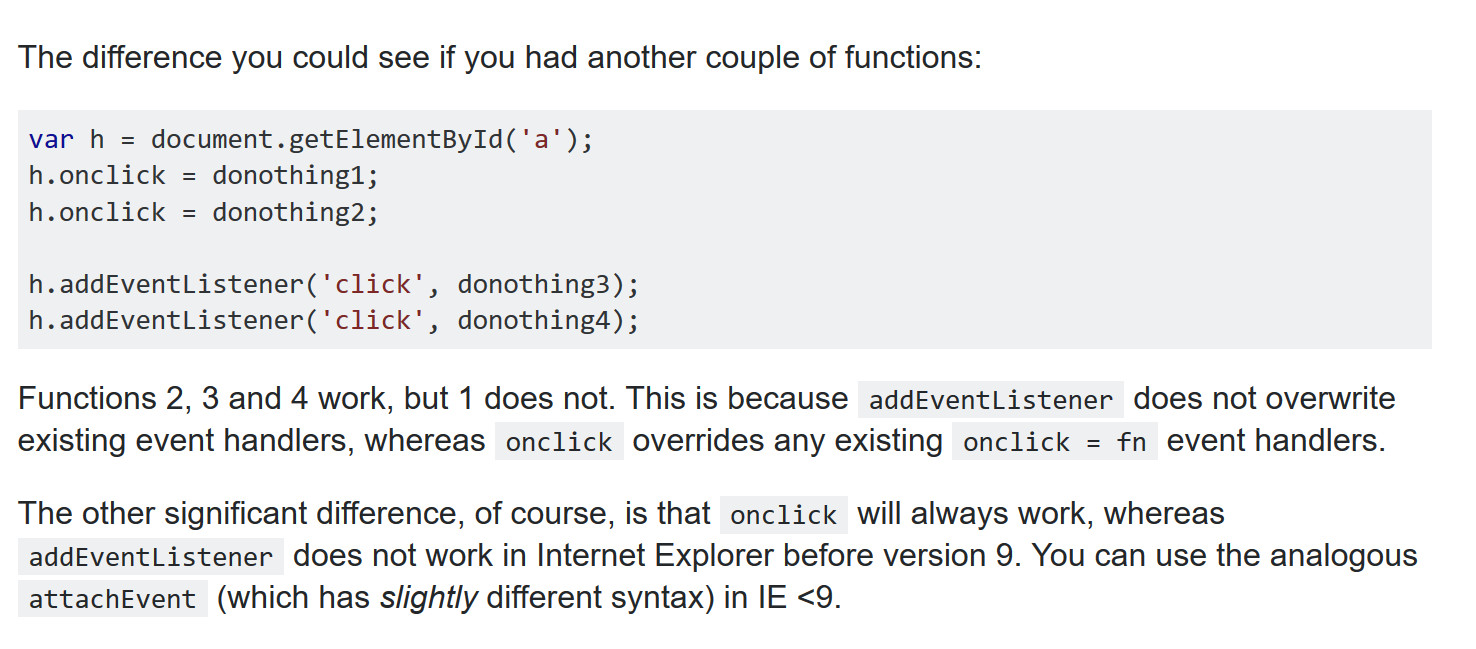 The difference you could see if you had another couple of functions:
var h = document.getElementById('a');
h.onclick = donothing1;
h.onclick = donothing2;
h.addEventListener('click', donothing3);
h.addEventListener('click', donothing4);
Functions 2, 3 and 4 work, but 1 does not. This is because addEventListener does not overwrite
existing event handlers, whereas onclick overrides any existing onclick = fn event handlers.
The other significant difference, of course, is that onclick will always work, whereas
addEventListener does not work in Internet Explorer before version 9. You can use the analogous
attachEvent (which has slightly different syntax) in IE <9.